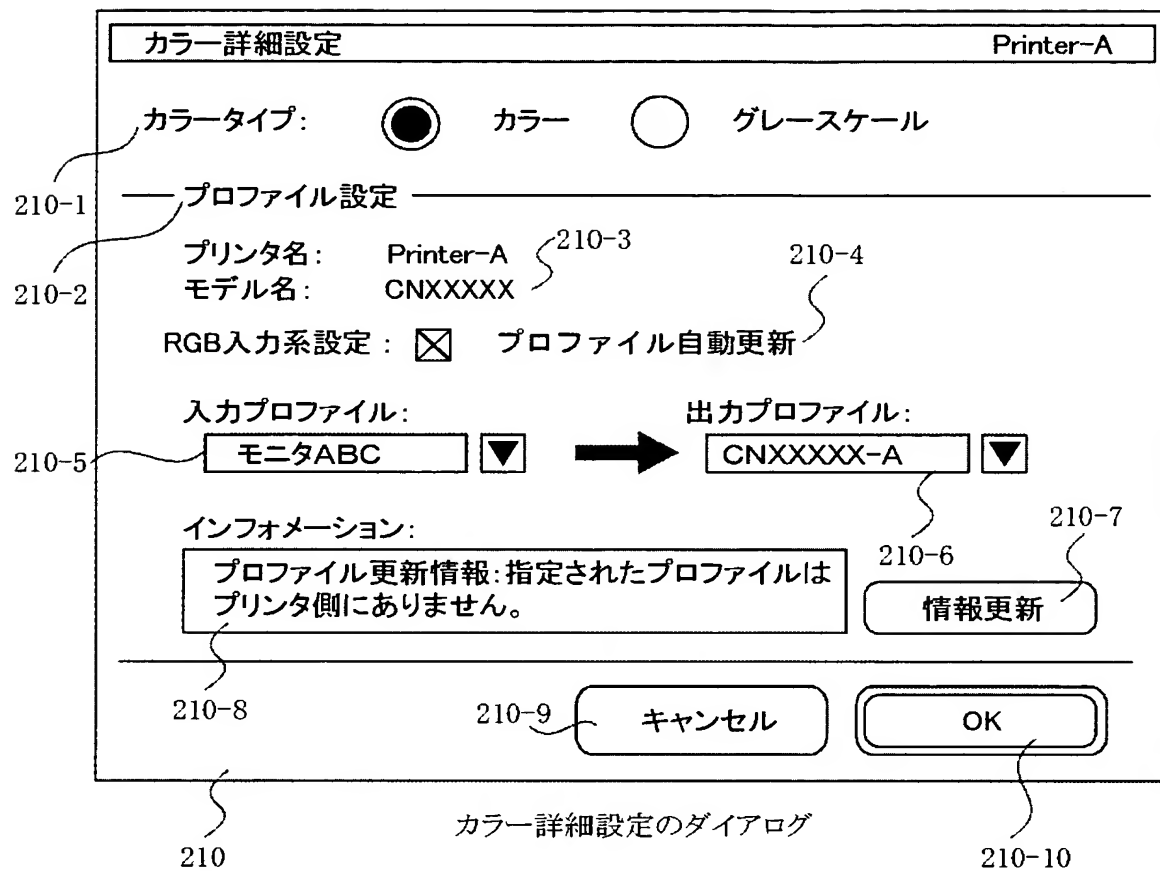 カラー詳細設定 Printer-A
カラータイプ: カラー グレースケール
210-1
プロファイル設定
210-2
プリンタ名: Printer-A 210-3
モデル名: CNXXXXX
210-4
RGB入力系設定: プロファイル自動更新
入力プロファイル: 出力プロファイル:
210-5 モニタABC CNXXXXX-A
210-6
210-7
インフォメーション:
プロファイル更新情報:指定されたプロファイルは
プリンタ側にありません。
情報更新
210-8
210-9 キャンセル OK
カラー詳細設定のダイアログ
210 210-10